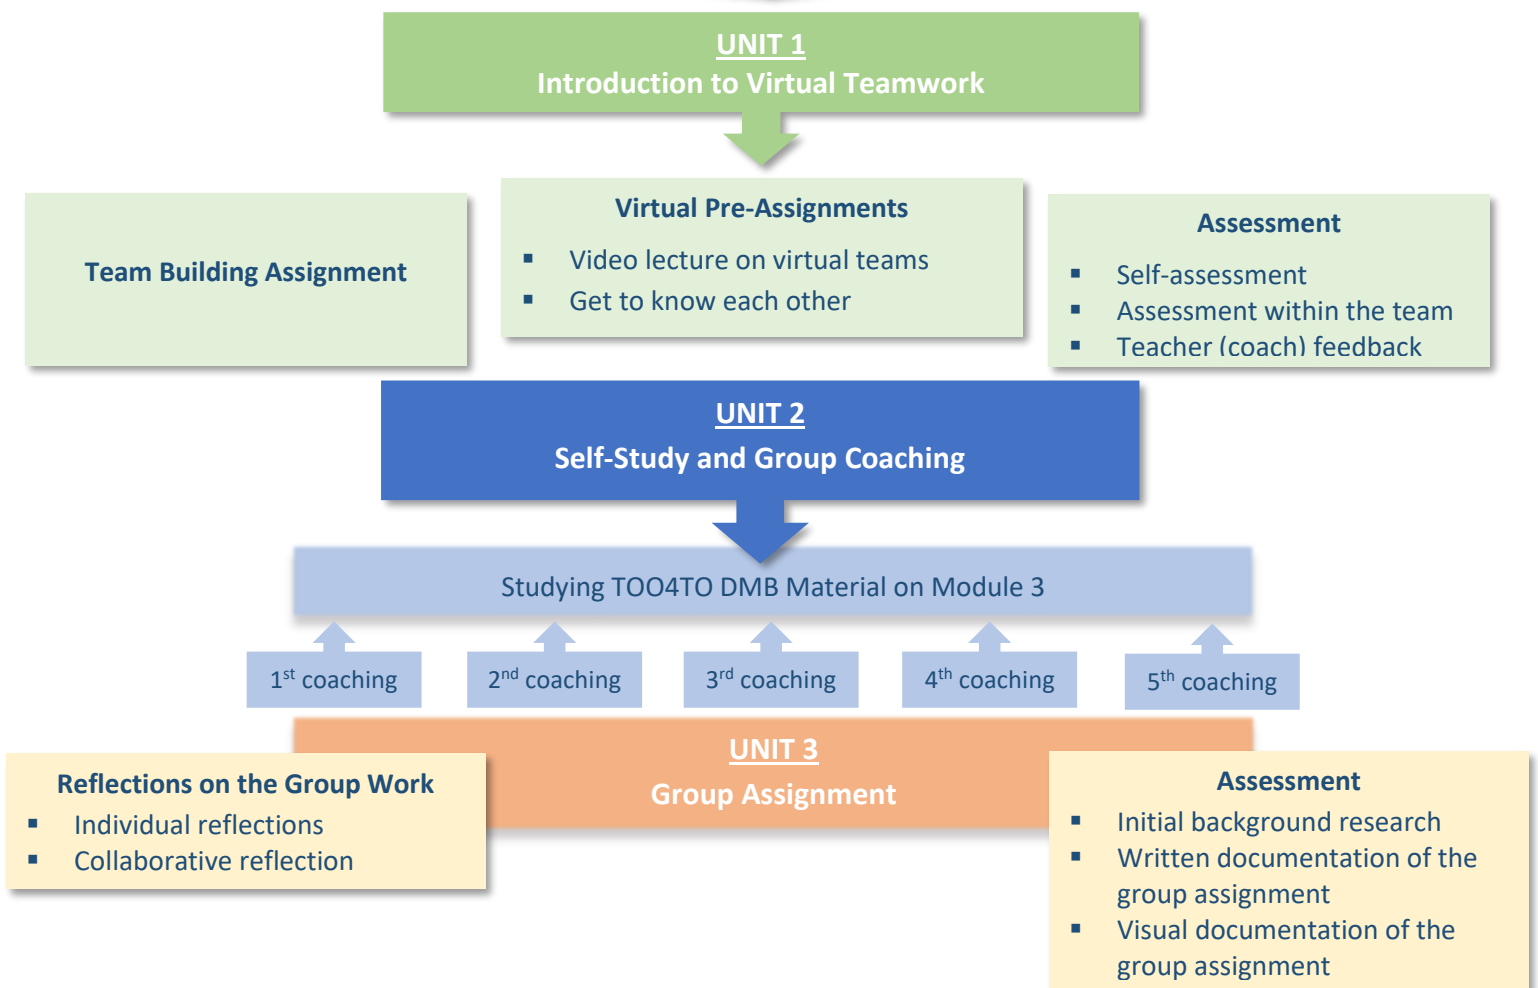 UNIT 1
Introduction to Virtual Teamwork
Team Building Assignment
Virtual Pre-Assignments
▪ Video lecture on virtual teams
▪ Get to know each other
Assessment
▪ Self-assessment
▪ Assessment within the team
▪ Teacher (coach) feedback
UNIT 2
Self-Study and Group Coaching
Studying TOO4TO DMB Material on Module 3
1st coaching
2nd coaching
3rd coaching
4th coaching
5th coaching
UNIT 3
Group Assignment
Reflections on the Group Work
▪ Individual reflections
▪ Collaborative reflection
Assessment
▪ Initial background research
▪ Written documentation of the
group assignment
▪ Visual documentation of the
group assignment